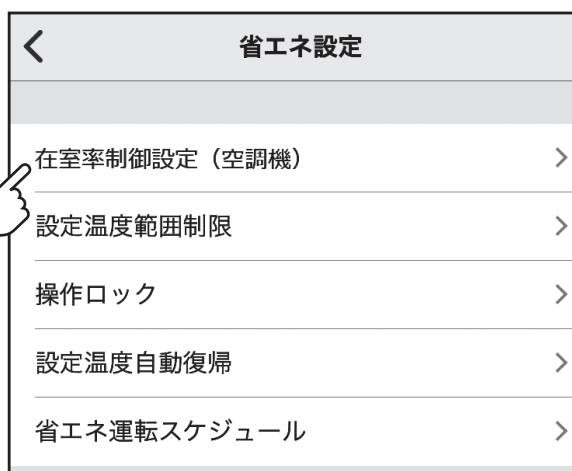 省エネ設定
在室率制御設定（空調機）
設定温度範囲制限
操作ロック
設定温度自動復帰
省エネ運転スケジュール